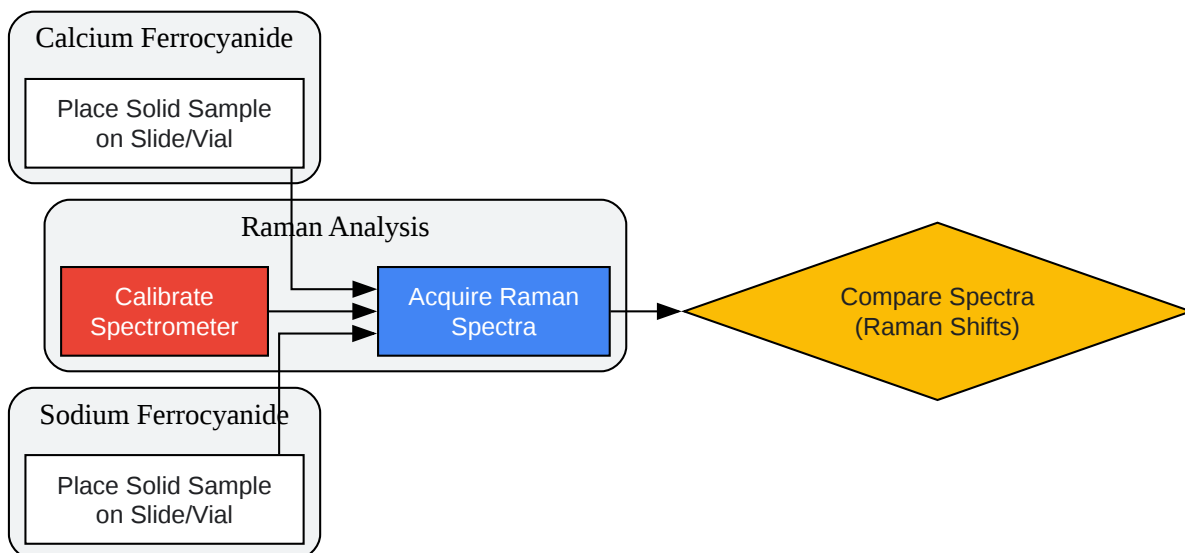 Calcium Ferrocyanide
Place Solid Sample
on Slide/Vial
Raman Analysis
Calibrate
Spectrometer
Acquire Raman
Spectra
Compare Spectra
(Raman Shifts)
Sodium Ferrocyanide
Place Solid Sample
on Slide/Vial